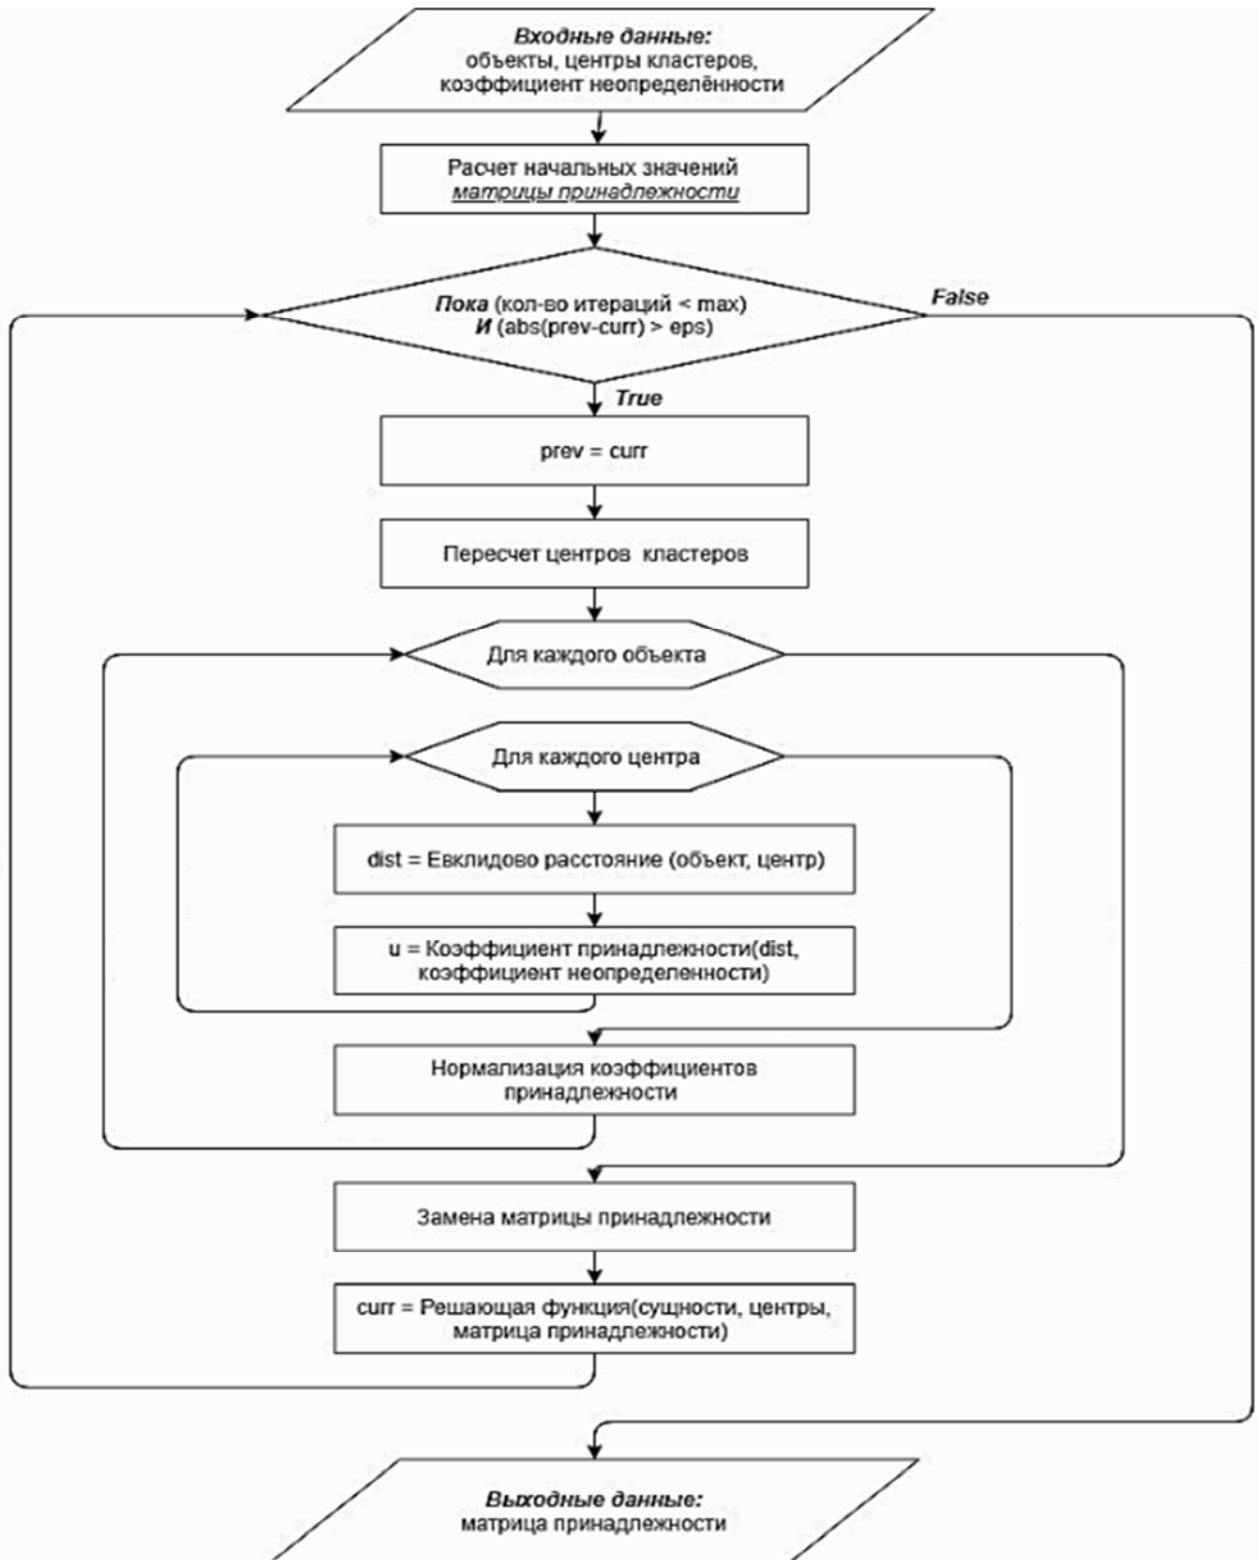 Входные данные:
объекты, центры кластеров,
коэффициент неопределённости
Расчет начальных значений
матрицы принадлежности
Пока (кол-во итераций < max)
И (abs(prev-curr) > eps)
False
True
prev = curr
Пересчет центров кластеров
Для каждого объекта
Для каждого центра
dist = Евклидово расстояние (объект, центр)
u = Коэффициент принадлежности(dist,
коэффициент неопределенности)
Нормализация коэффициентов
принадлежности
Замена матрицы принадлежности
curr = Решающая функция(сущности, центры,
матрица принадлежности)
Выходные данные:
матрица принадлежности